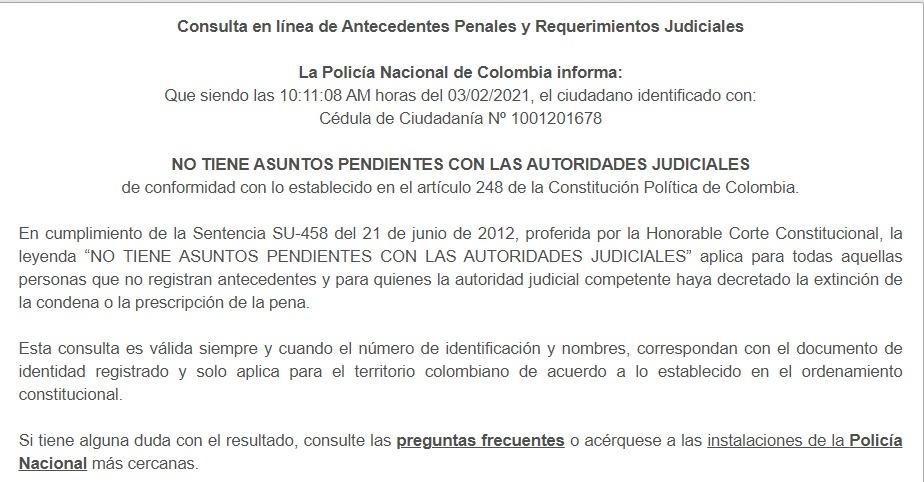 Consulta en línea de Antecedentes Penales y Requerimientos Judiciales
La Policía Nacional de Colombia informa:
Que siendo las 10:11:08 AM horas del 03/02/2021, el ciudadano identificado con:
Cédula de Ciudadanía Nº 1001201678
NO TIENE ASUNTOS PENDIENTES CON LAS AUTORIDADES JUDICIALES
de conformidad con lo establecido en el artículo 248 de la Constitución Política de Colombia.
En cumplimiento de la Sentencia SU-458 del 21 de junio de 2012, proferida por la Honorable Corte Constitucional, la
leyenda “NO TIENE ASUNTOS PENDIENTES CON LAS AUTORIDADES JUDICIALES” aplica para todas aquellas
personas que no registran antecedentes y para quienes la autoridad judicial competente haya decretado la extinción de
la condena o la prescripción de la pena.
Esta consulta es válida siempre y cuando el número de identificación y nombres, correspondan con el documento de
identidad registrado y solo aplica para el territorio colombiano de acuerdo a lo establecido en el ordenamiento
constitucional.
Si tiene alguna duda con el resultado, consulte las preguntas frecuentes o acérquese a las instalaciones de la Policía
Nacional más cercanas.